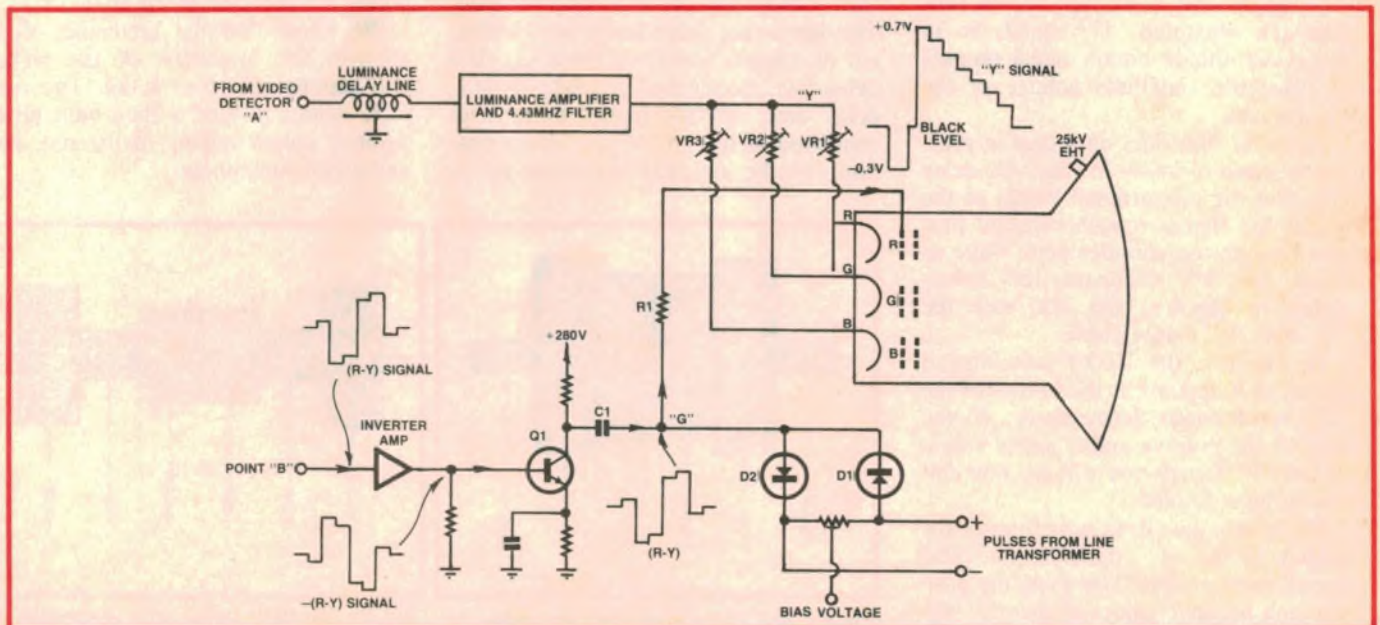 +0.7V
"Y" SIGNAL
LUMINANCE
DELAY LINE
FROM VIDEO
DETECTOR
"A"
LUMINANCE AMPLIFIER
AND 4.43MHZ FILTER
"Y"
VR3
VR2
VR1
BLACK
LEVEL
-0.3V
25kV
EHT
R
R
G
G
B
B
R1
+280V
(R-Y) SIGNAL
INVERTER
AMP
POINT "B"
Q1
C1
"G"
D2
D1
(R-Y)
-(R-Y) SIGNAL
+
PULSES FROM LINE
TRANSFORMER
-
BIAS VOLTAGE